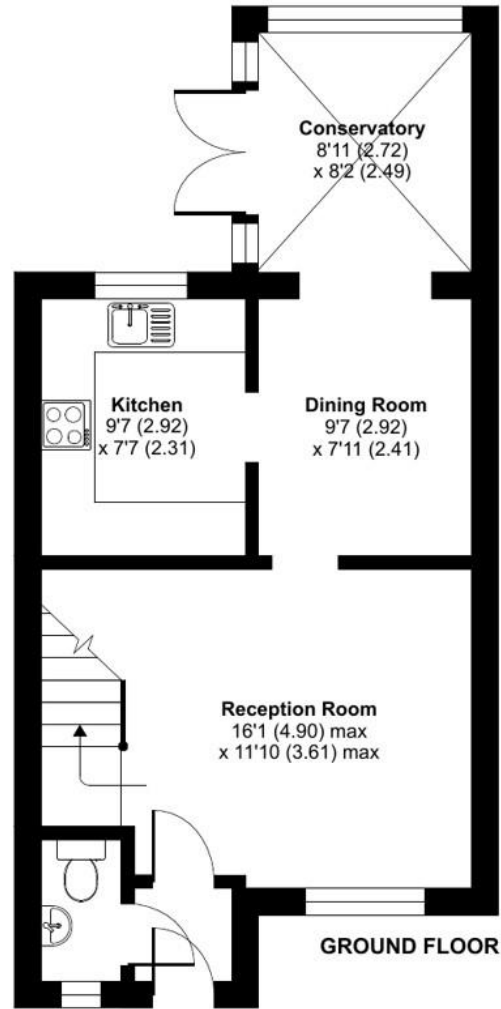 Conservatory
8'11 (2.72)
x 8'2 (2.49)
Kitchen
9'7 (2.92)
x 7'7 (2.31)
Dining Room
9'7 (2.92)
x 7'11 (2.41)
Reception Room
16'1 (4.90) max
x 11'10 (3.61) max
GROUND FLOOR